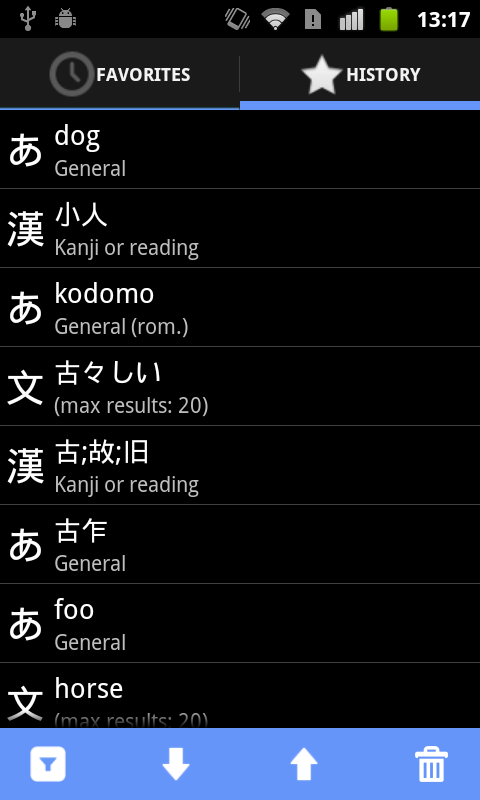 13:17
FAVORITES
HISTORY
あ
dog
General
漢
小人
Kanji or reading
あ
kodomo
General (rom.)
文
古々しい
(max results: 20)
漢
古;故;旧
Kanji or reading
あ
古乍
General
あ
foo
General
文
horse
(max results: 20)